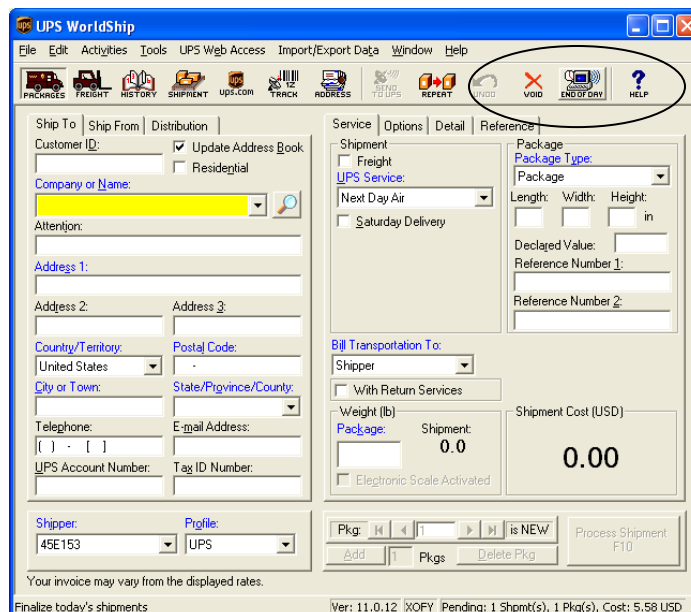 ups
UPS WorldShip
File Edit Activities Tools UPS Web Access Import/Export Data Window Help
PACKAGES FREIGHT HISTORY SHIPMENT ups.com TRACK ADDRESS SEND TO UPS REPEAT UNDO VOID END OF DAY HELP
Ship To Ship From Distribution
Customer ID:
Update Address Book
Residential
Company or Name:
Attention:
Address 1:
Address 2: Address 3:
Country/Territory: Postal Code:
United States -
City or Town: State/Province/County:
Telephone: E-mail Address:
( ) - [ ]
UPS Account Number: Tax ID Number:
Shipper: Profile:
45E153 UPS
Service Options Detail Reference
Shipment
Freight
UPS Service:
Next Day Air
Saturday Delivery
Package
Package Type:
Package
Length: Width: Height:
in
Declared Value:
Reference Number 1:
Reference Number 2:
Bill Transportation To:
Shipper
With Return Services
Weight (lb)
Package: Shipment:
0.0
Electronic Scale Activated
Shipment Cost (USD)
0.00
Pkg: 1 is NEW
Add 1 Pkgs Delete Pkg
Process Shipment
F10
Your invoice may vary from the displayed rates.
Finalize today's shipments Ver: 11.0.12 XOFY Pending: 1 Shpmt(s), 1 Pkg(s), Cost: 5.58 USD